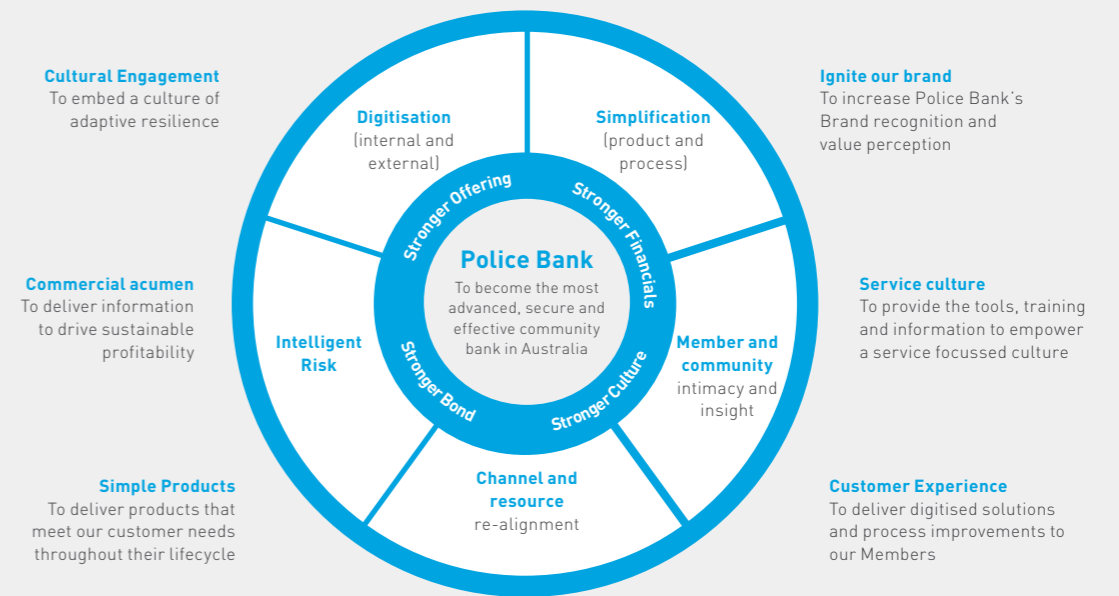 Cultural Engagement
To embed a culture of
adaptive resilience
Commercial acumen
To deliver information
to drive sustainable
profitability
Simple Products
To deliver products that
meet our customer needs
throughout their lifecycle
Digitisation
(internal and
external)
Simplification
(product and
process)
Intelligent
Risk
Member and
community
intimacy and
insight
Channel and
resource
re-alignment
Stronger Offering
Stronger Financials
Stronger Bond
Stronger Culture
Police Bank
To become the most
advanced, secure and
effective community
bank in Australia
Ignite our brand
To increase Police Bank's
Brand recognition and
value perception
Service culture
To provide the tools, training
and information to empower
a service focussed culture
Customer Experience
To deliver digitised solutions
and process improvements to
our Members